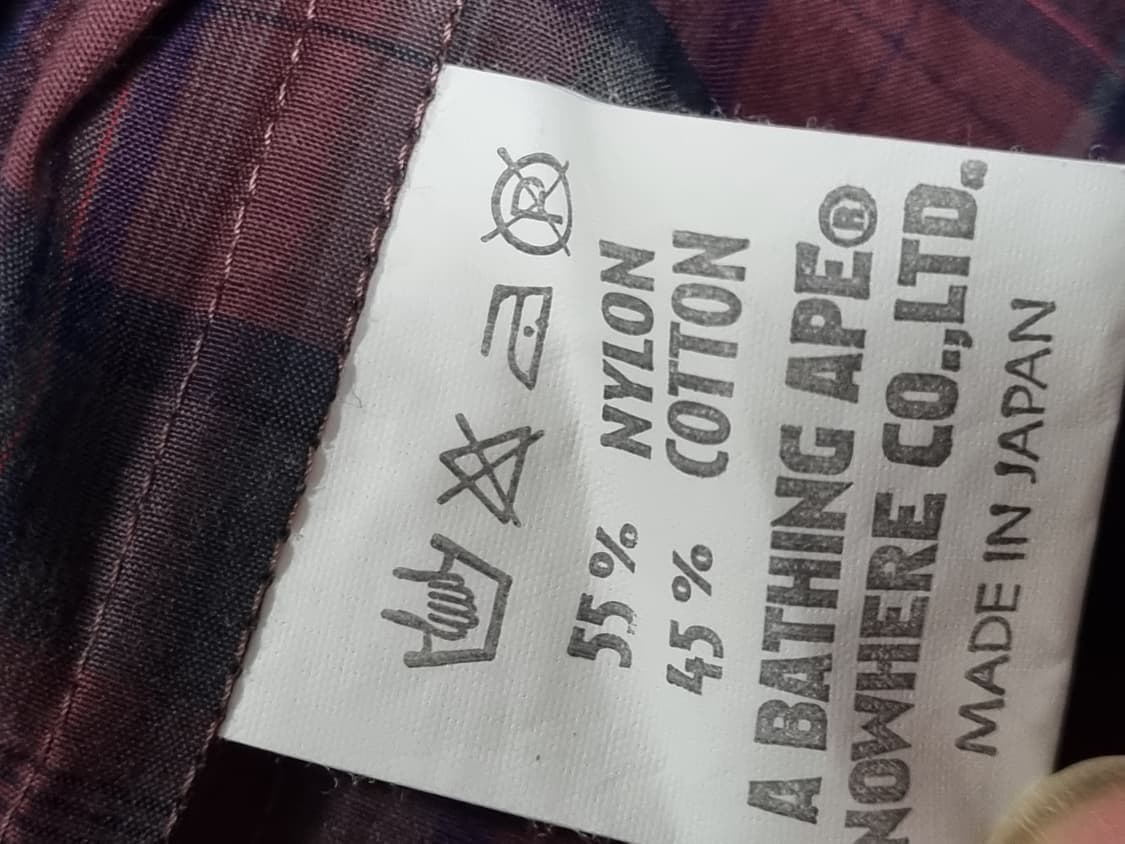 P
55% NYLON
45% COTTON
A BATHING APE®
NOWHERE CO.,LTD.
MADE IN JAPAN